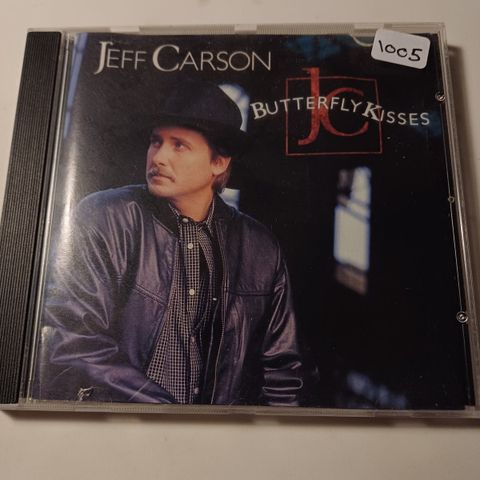 JEFF CARSON
1005
JC
BUTTERFLY KISSES